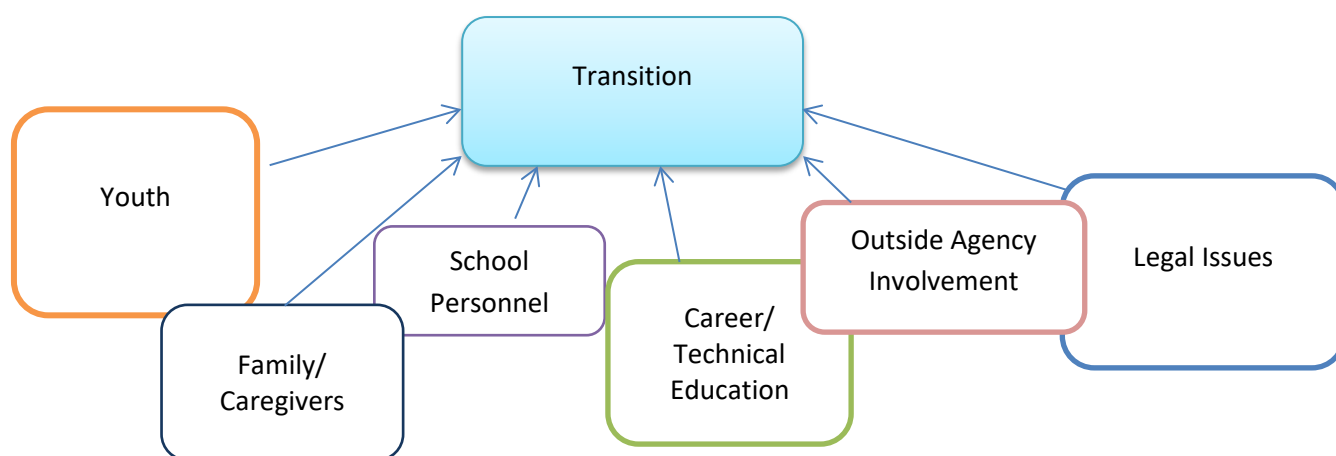 Transition
Youth
School
Personnel
Outside Agency
Involvement
Legal Issues
Family/
Caregivers
Career/
Technical
Education